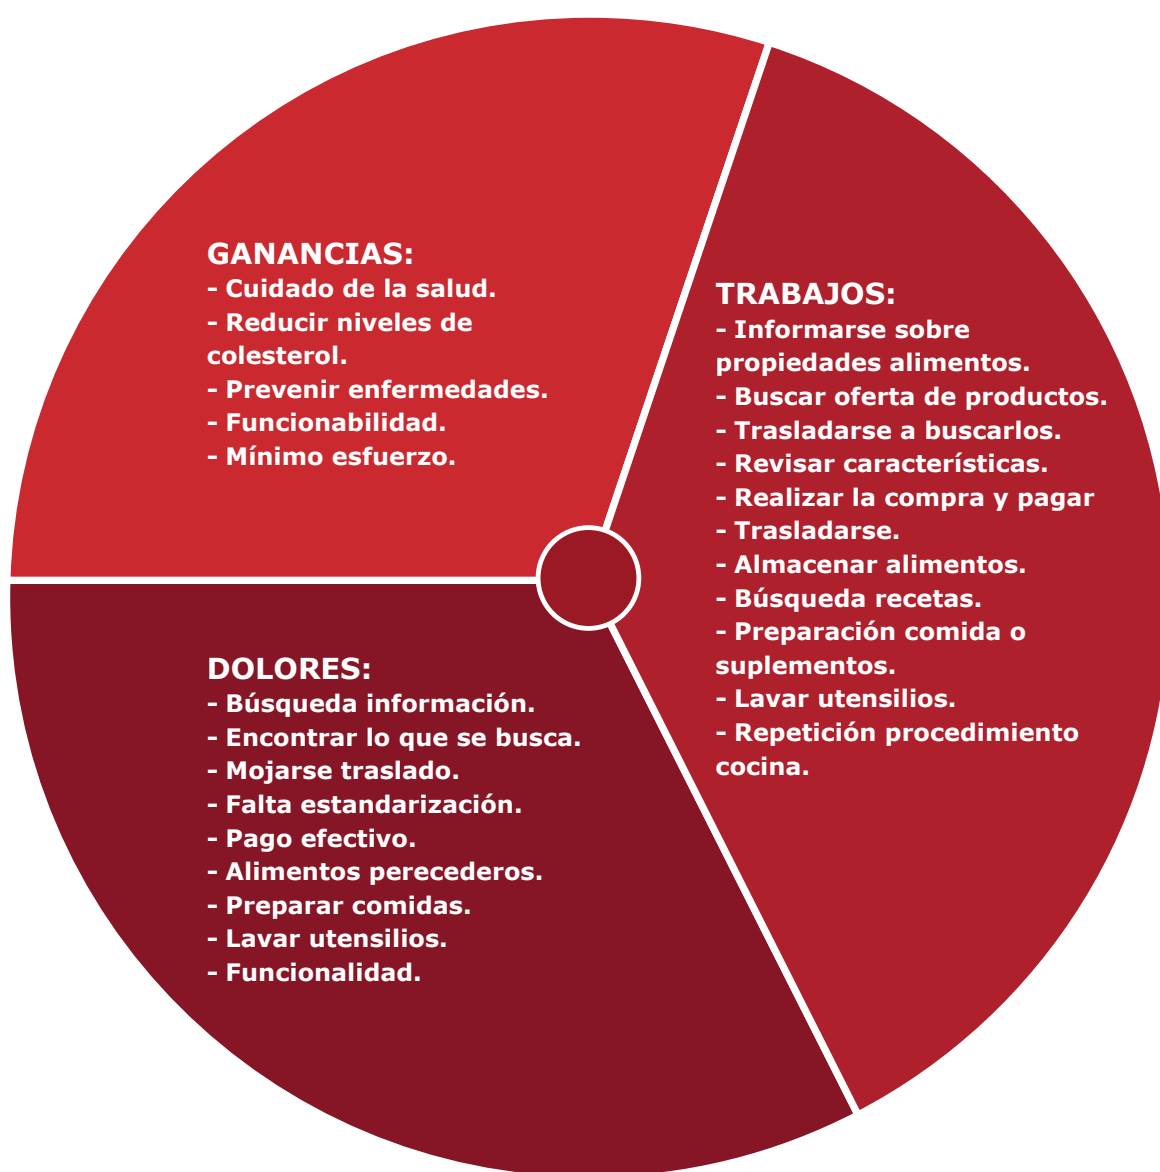 GANANCIAS:
- Cuidado de la salud.
- Reducir niveles de
colesterol.
- Prevenir enfermedades.
- Funcionabilidad.
- Mínimo esfuerzo.
TRABAJOS:
- Informarse sobre
propiedades alimentos.
- Buscar oferta de productos.
- Trasladarse a buscarlos.
- Revisar características.
- Realizar la compra y pagar
- Trasladarse.
- Almacenar alimentos.
- Búsqueda recetas.
- Preparación comida o
suplementos.
- Lavar utensilios.
- Repetición procedimiento
cocina.
DOLORES:
- Búsqueda información.
- Encontrar lo que se busca.
- Mojarse traslado.
- Falta estandarización.
- Pago efectivo.
- Alimentos perecederos.
- Preparar comidas.
- Lavar utensilios.
- Funcionalidad.